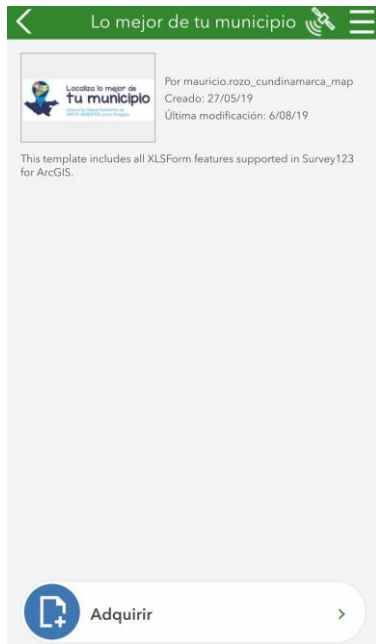 Lo mejor de tu municipio
Localiza lo mejor de
tu municipio
Por mauricio.rozo_cundinamarca_map
Creado: 27/05/19
Última modificación: 6/08/19
This template includes all XLSForm features supported in Survey123
for ArcGIS.
Adquirir